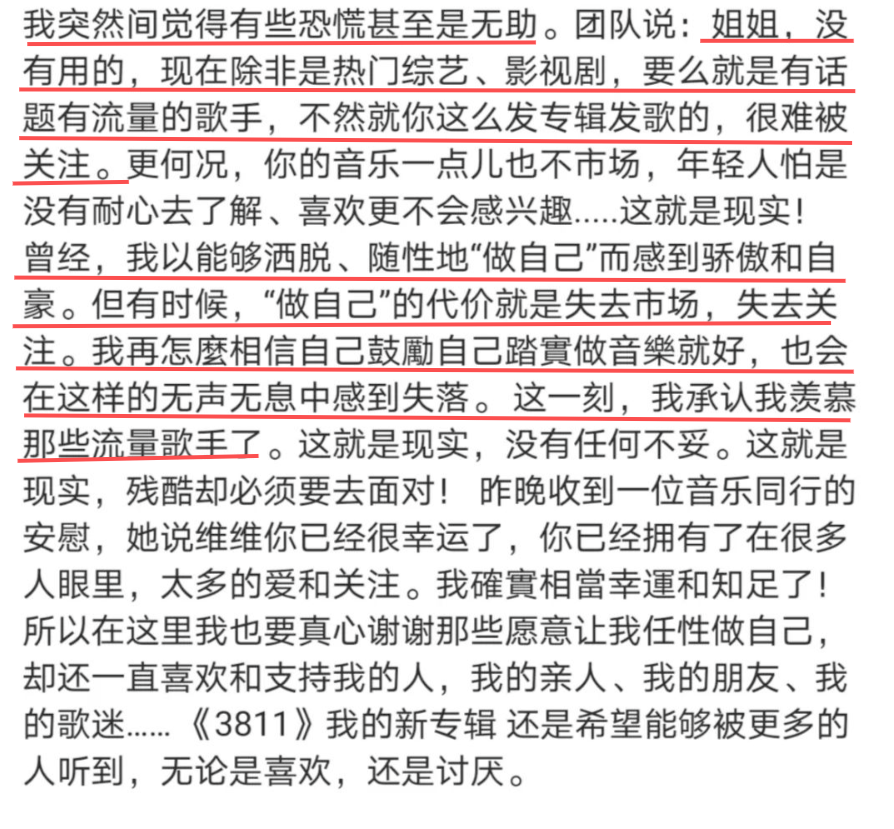 我突然间觉得有些恐慌甚至是无助。团队说：姐姐，没
有用的，现在除非是热门综艺、影视剧，要么就是有话
题有流量的歌手，不然就你这么发专辑发歌的，很难被
关注。更何况，你的音乐一点儿也不市场，年轻人怕是
没有耐心去了解、喜欢更不会感兴趣.....这就是现实！
曾经，我以能够洒脱、随性地“做自己”而感到骄傲和自
豪。但有时候，“做自己”的代价就是失去市场，失去关
注。我再怎麼相信自己鼓勵自己踏實做音樂就好，也会
在这样的无声无息中感到失落。 这一刻，我承认我羡慕
那些流量歌手了。这就是现实，没有任何不妥。这就是
现实，残酷却必须要去面对！ 昨晚收到一位音乐同行的
安慰，她说维维你已经很幸运了，你已经拥有了在很多
人眼里，太多的爱和关注。我確實相當幸運和知足了！
所以在这里我也要真心谢谢那些愿意让我任性做自己，
却还一直喜欢和支持我的人，我的亲人、我的朋友、我
的歌迷...... 《3811》我的新专辑 还是希望能够被更多的
人听到，无论是喜欢，还是讨厌。